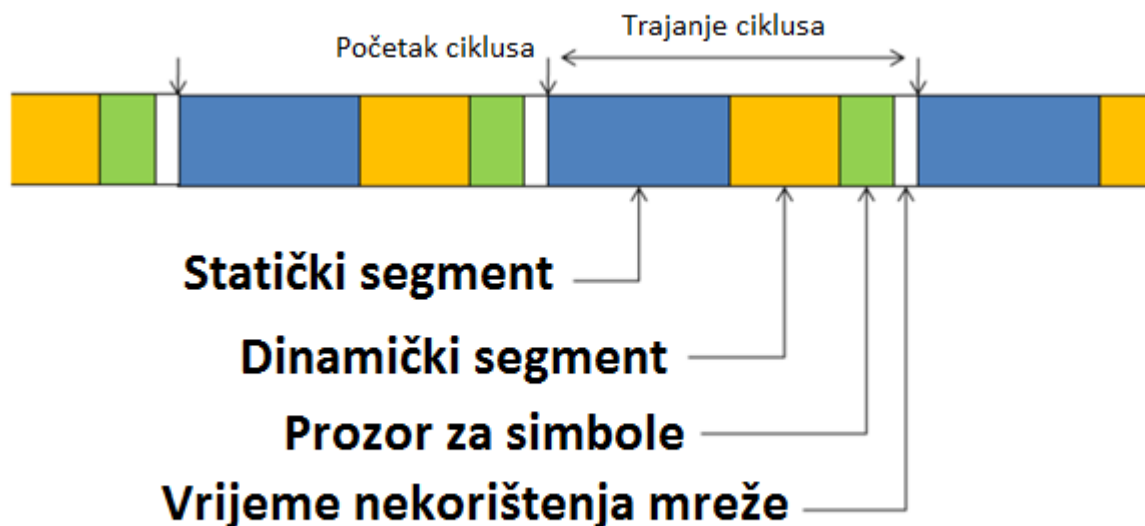 Trajanje ciklusa
Početak ciklusa
Statički segment
Dinamički segment
Prozor za simbole
Vrijeme nekorištenja mreže